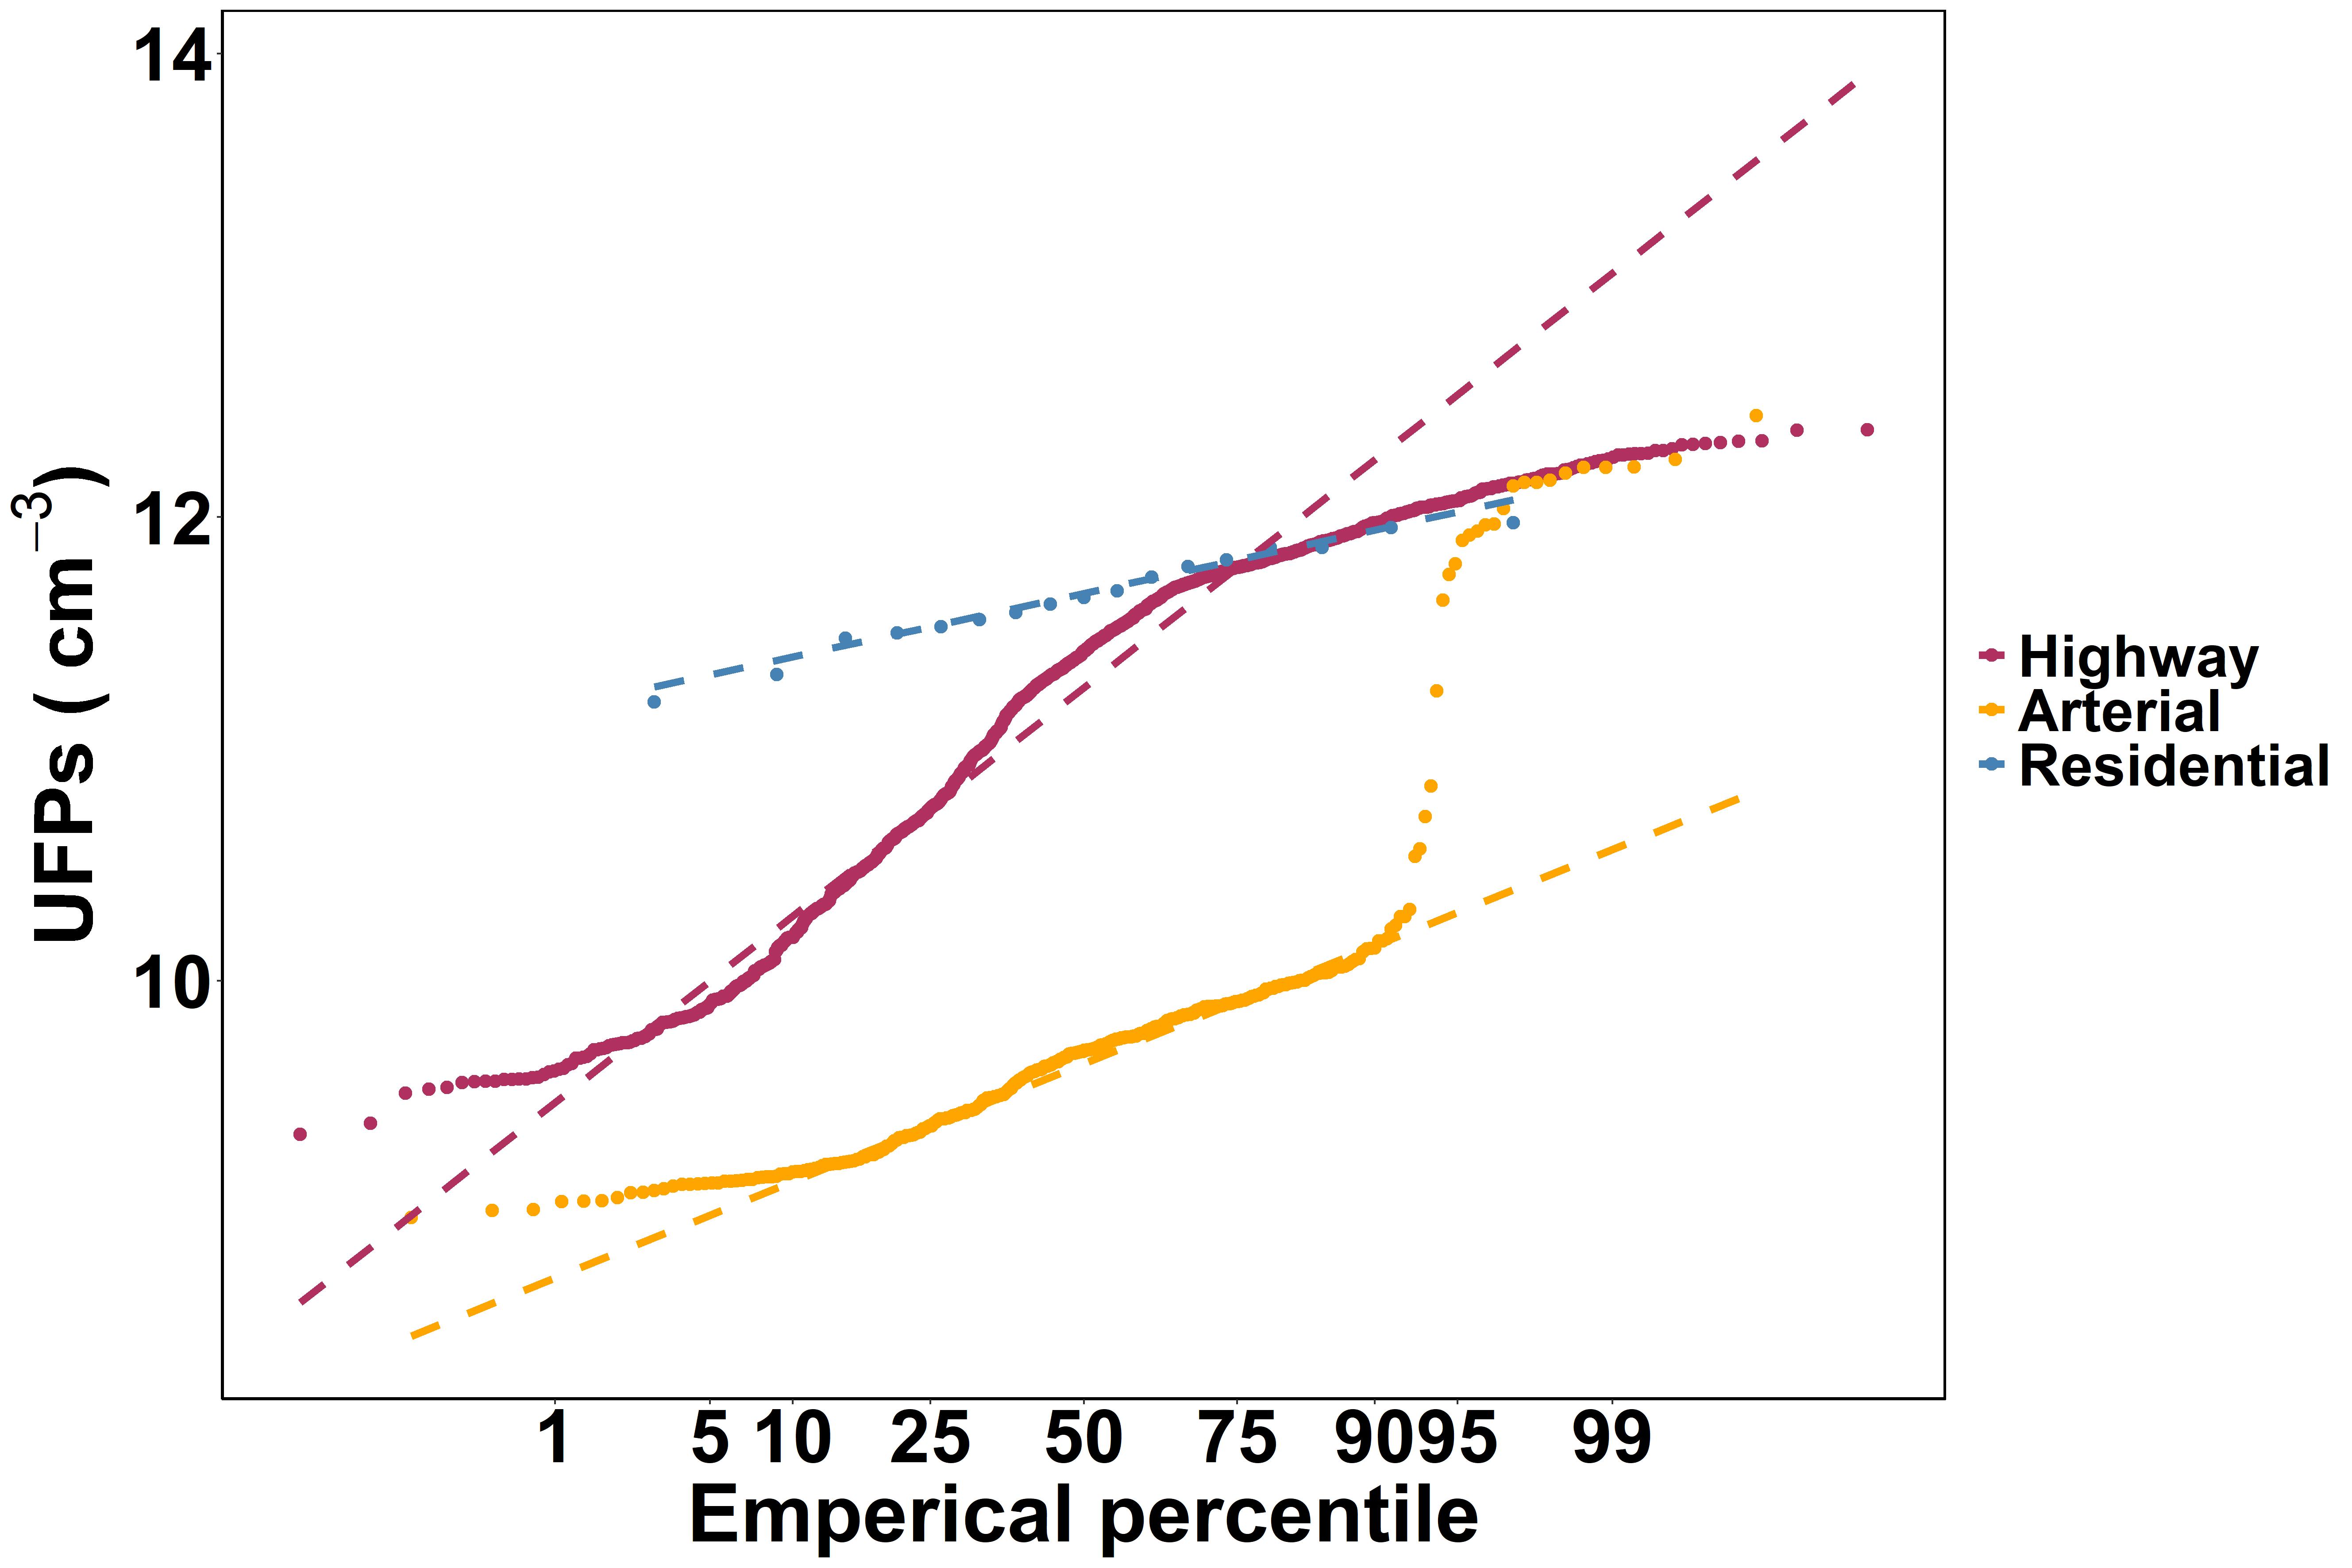 14
12
10
UFPs ( cm⁻³)
1 5 10 25 50 75 90 95 99
Emperical percentile
Highway
Arterial
Residential